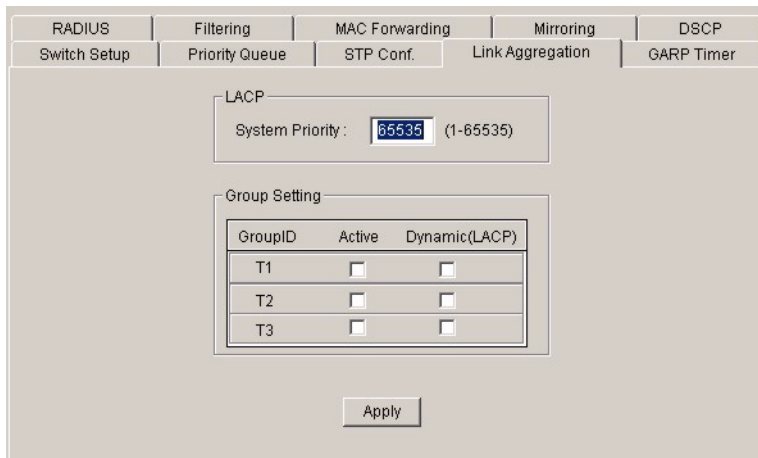 RADIUS Filtering MAC Forwarding Mirroring DSCP
Switch Setup Priority Queue STP Conf. Link Aggregation GARP Timer
LACP
System Priority : 65535 (1-65535)
Group Setting
GroupID Active Dynamic(LACP)
T1
T2
T3
Apply